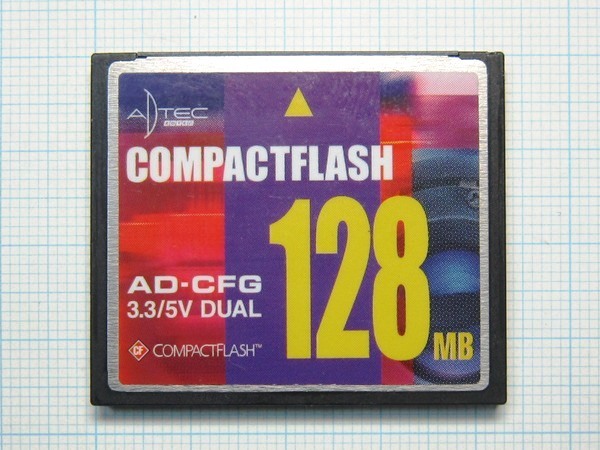 ADTEC
COMPACTFLASH
128
MB
AD-CFG
3.3/5V DUAL
CF COMPACTFLASH™